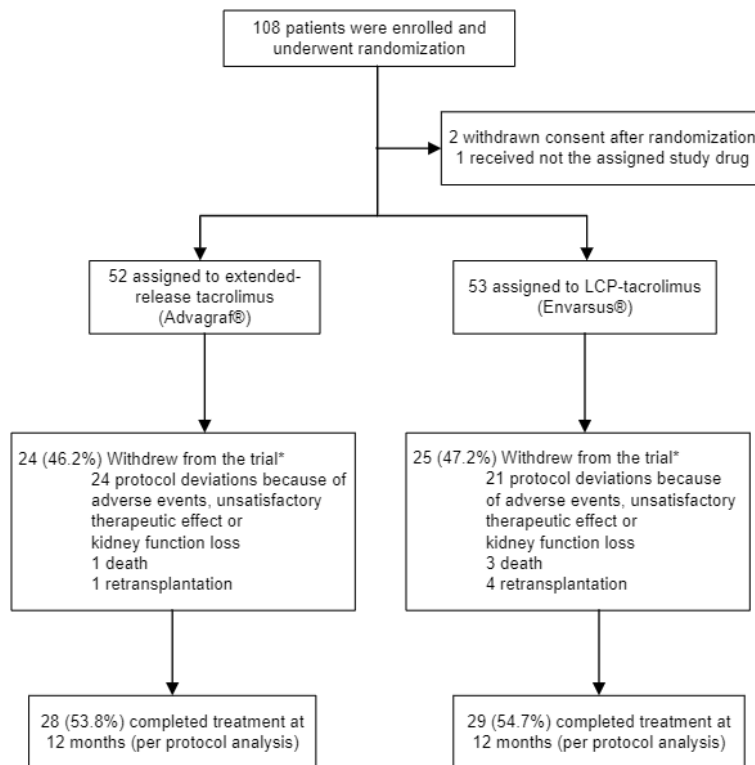 108 patients were enrolled and
underwent randomization
2 withdrawn consent after randomization
1 received not the assigned study drug
52 assigned to extended-
release tacrolimus
(Advagraf®)
53 assigned to LCP-tacrolimus
(Envarsus®)
24 (46.2%) Withdrew from the trial*
24 protocol deviations because of
adverse events, unsatisfactory
therapeutic effect or
kidney function loss
1 death
1 retransplantation
25 (47.2%) Withdrew from the trial*
21 protocol deviations because
of adverse events, unsatisfactory
therapeutic effect or
kidney function loss
3 death
4 retransplantation
28 (53.8%) completed treatment at
12 months (per protocol analysis)
29 (54.7%) completed treatment at
12 months (per protocol analysis)